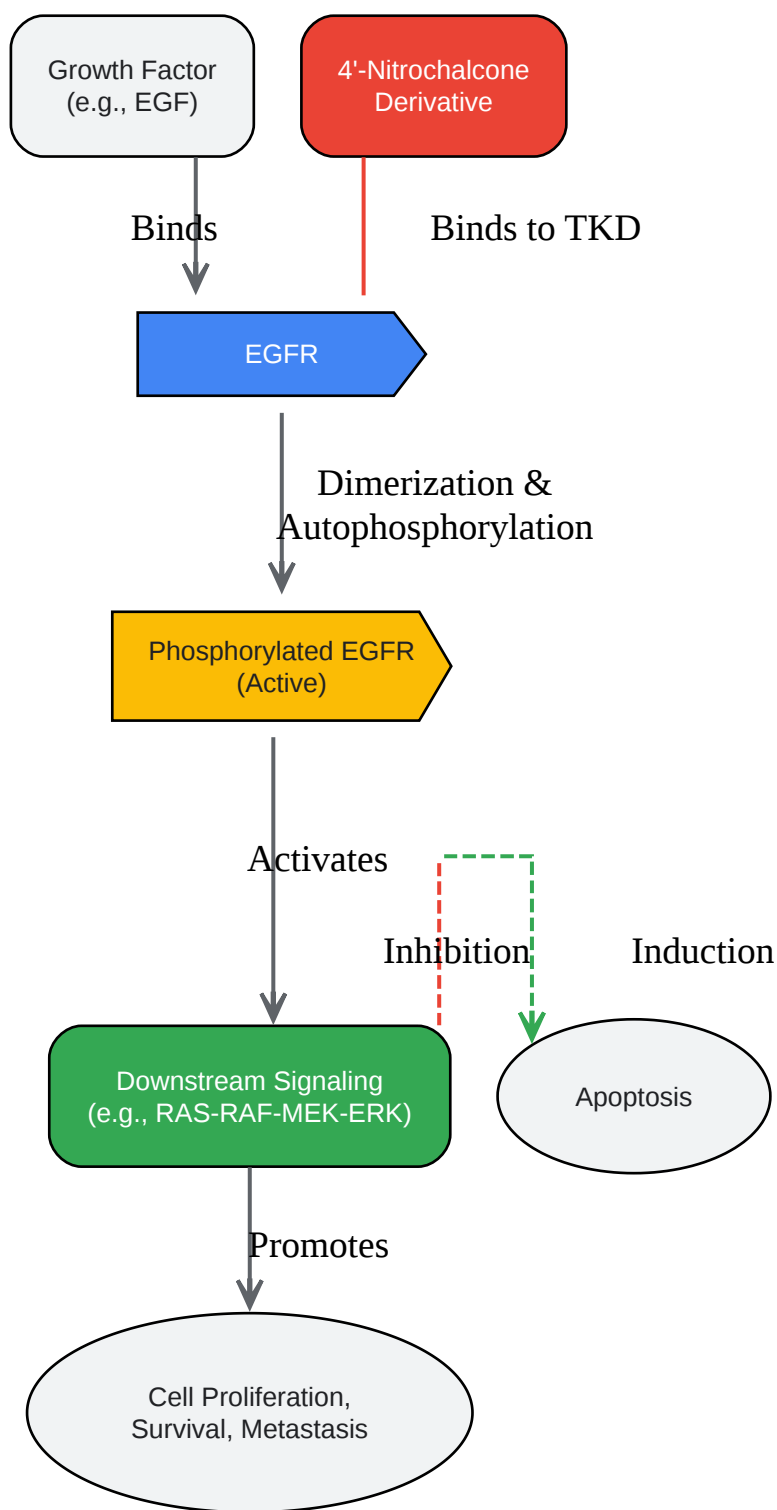 Growth Factor
(e.g., EGF)
4'-Nitrochalcone
Derivative
Binds
Binds to TKD
EGFR
Dimerization &
Autophosphorylation
Phosphorylated EGFR
(Active)
Activates
Inhibition
Induction
Downstream Signaling
(e.g., RAS-RAF-MEK-ERK)
Apoptosis
Promotes
Cell Proliferation,
Survival, Metastasis